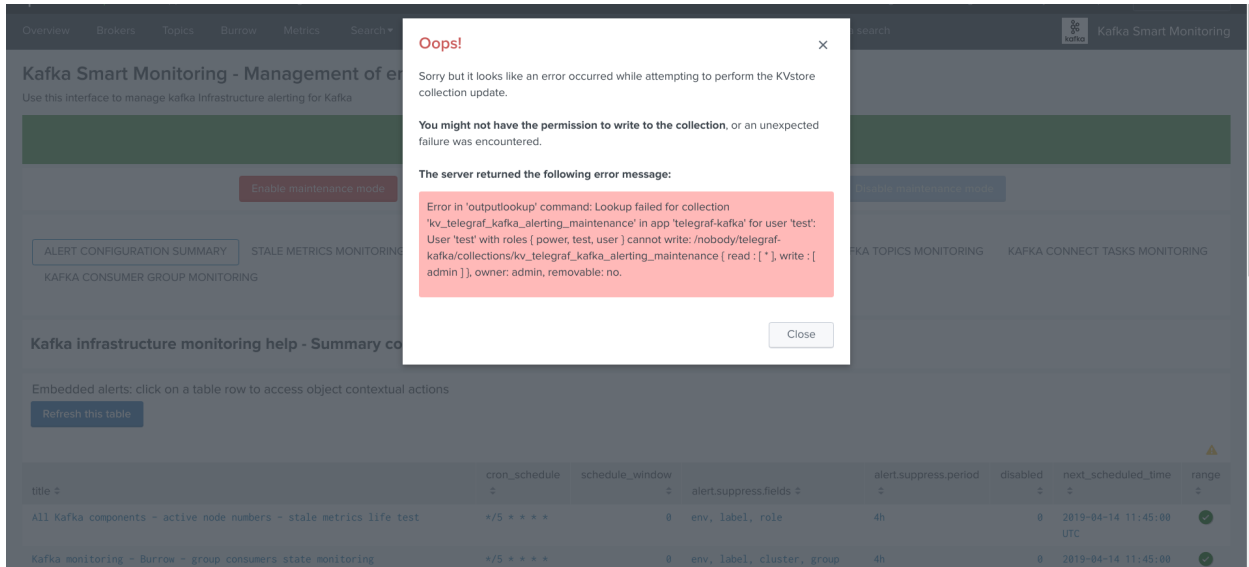 Overview Brokers Topics Burrow Metrics Search search kafka Kafka Smart Monitoring
Oops! ×
Kafka Smart Monitoring - Management of
Use this interface to manage kafka Infrastructure alerting for Kafka
Sorry but it looks like an error occurred while attempting to perform the KVstore
collection update.
You might not have the permission to write to the collection, or an unexpected
failure was encountered.
The server returned the following error message:
Enable maintenance mode Disable maintenance mode
Error in 'outputlookup' command: Lookup failed for collection
'kv_telegraf_kafka_alerting_maintenance' in app 'telegraf-kafka' for user 'test':
User 'test' with roles { power, test, user } cannot write: /nobody/telegraf-
kafka/collections/kv_telegraf_kafka_alerting_maintenance { read : [ * ], write : [
admin ] }, owner: admin, removable: no.
ALERT CONFIGURATION SUMMARY STALE METRICS MONITORING TOPICS MONITORING KAFKA CONNECT TASKS MONITORING
KAFKA CONSUMER GROUP MONITORING
Close
Kafka infrastructure monitoring help - Summary
Embedded alerts: click on a table row to access object contextual actions
Refresh this table
title cron_schedule schedule_window alert.suppress.fields alert.suppress.period disabled next_scheduled_time range
All Kafka components - active node numbers - stale metrics life test */5 * * * * 0 env, label, role 4h 0 2019-04-14 11:45:00
UTC
Kafka monitoring - Burrow - group consumers state monitoring */5 * * * * 0 env, label, cluster, group 4h 0 2019-04-14 11:45:00